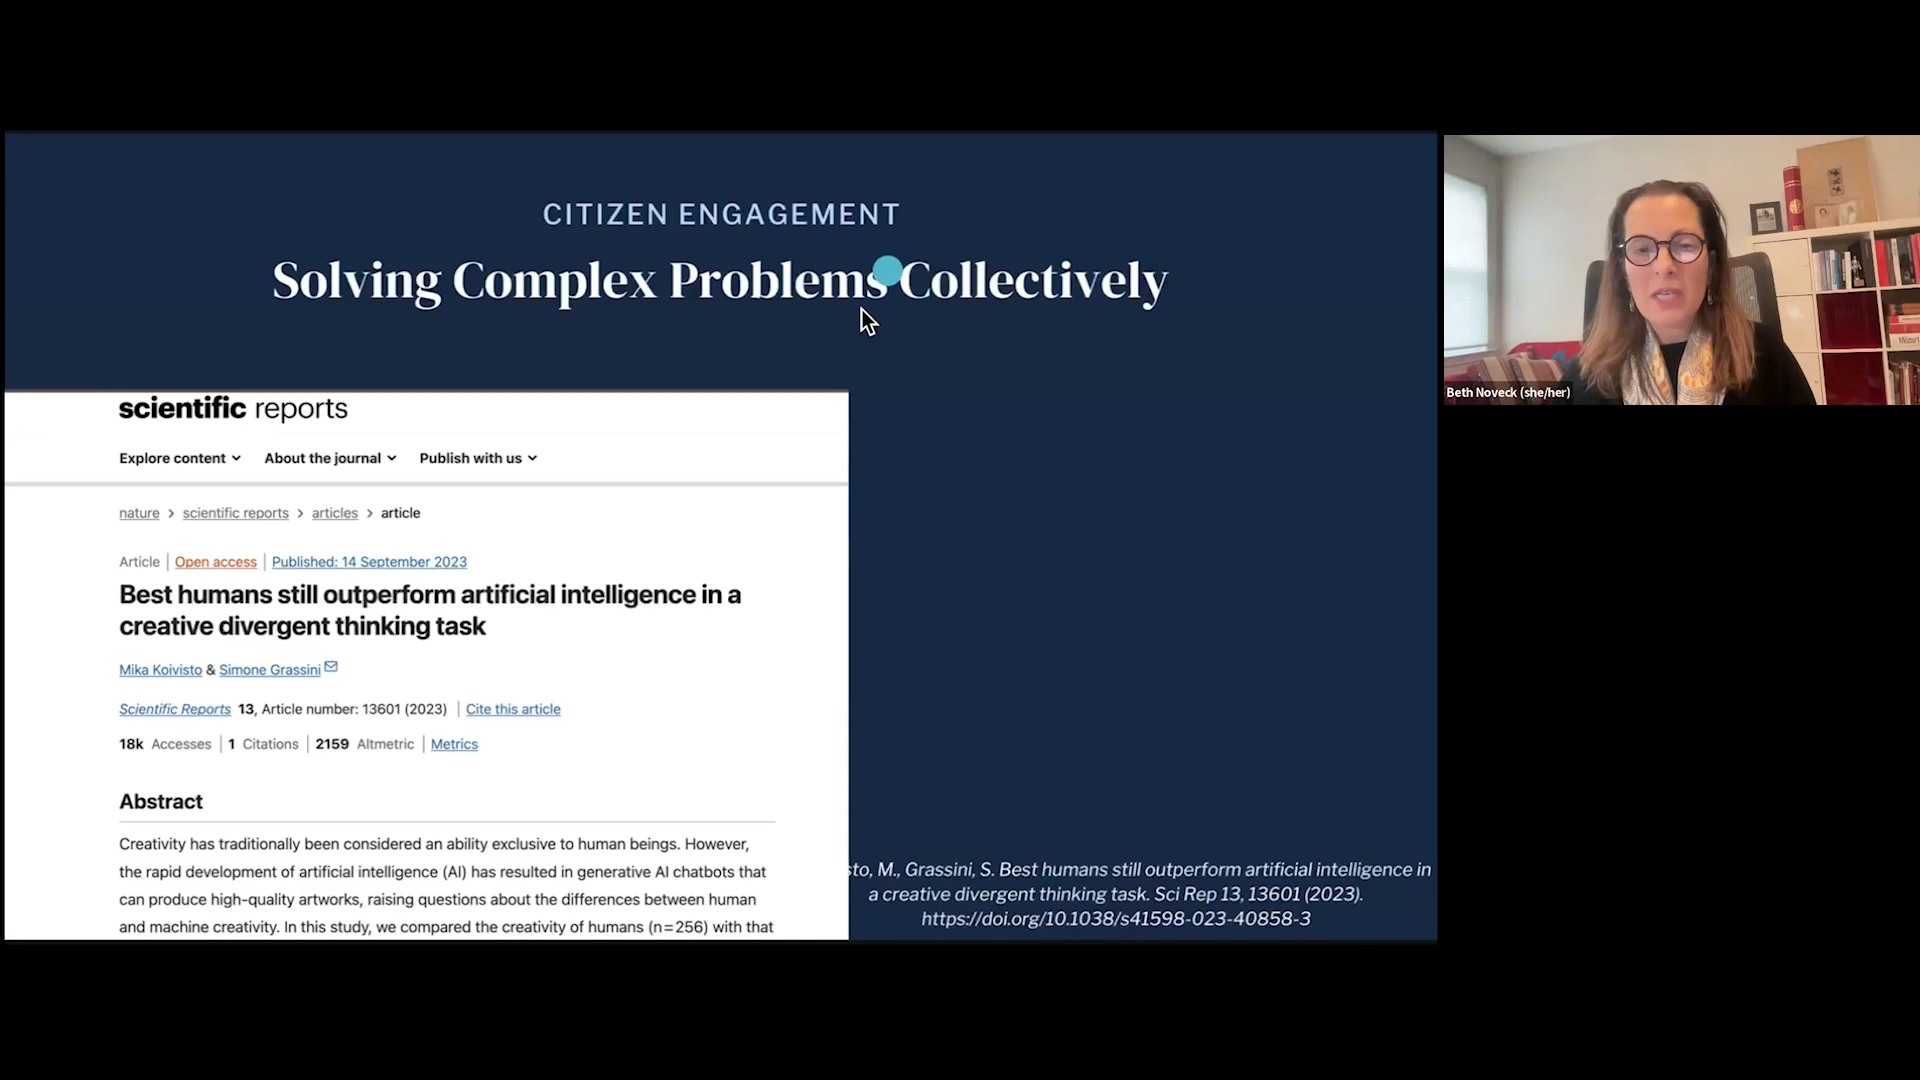 CITIZEN ENGAGEMENT
Solving Complex Problems Collectively
scientific reports
Explore content
About the journal
Publish with us
nature > scientific reports > articles > article
Article | Open access | Published: 14 September 2023
Best humans still outperform artificial intelligence in a
creative divergent thinking task
Mika Koivisto & Simone Grassini
Scientific Reports 13, Article number: 13601 (2023) | Cite this article
18k Accesses | 1 Citations | 2159 Altmetric | Metrics
Abstract
Creativity has traditionally been considered an ability exclusive to human beings. However,
the rapid development of artificial intelligence (AI) has resulted in generative AI chatbots that
can produce high-quality artworks, raising questions about the differences between human
and machine creativity. In this study, we compared the creativity of humans (n=256) with that
sto, M., Grassini, S. Best humans still outperform artificial intelligence in
a creative divergent thinking task. Sci Rep 13, 13601 (2023).
https://doi.org/10.1038/s41598-023-40858-3
Beth Noveck (she/her)
Mozart